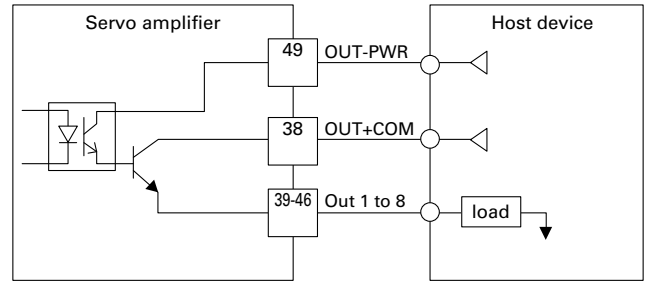 Servo amplifier
Host device
49
OUT-PWR
38
OUT+COM
39-46
Out 1 to 8
load